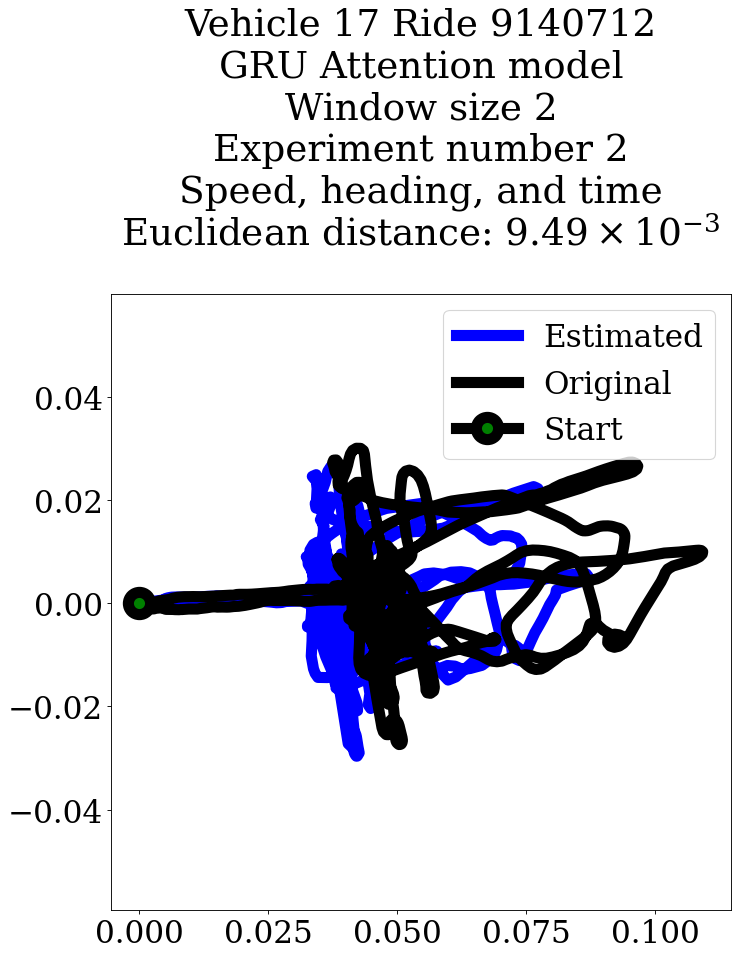 Vehicle 17 Ride 9140712
GRU Attention model
Window size 2
Experiment number 2
Speed, heading, and time
Euclidean distance: 9.49 × 10⁻³
Estimated
Original
Start
0.04
0.02
0.00
−0.02
−0.04
0.000 0.025 0.050 0.075 0.100